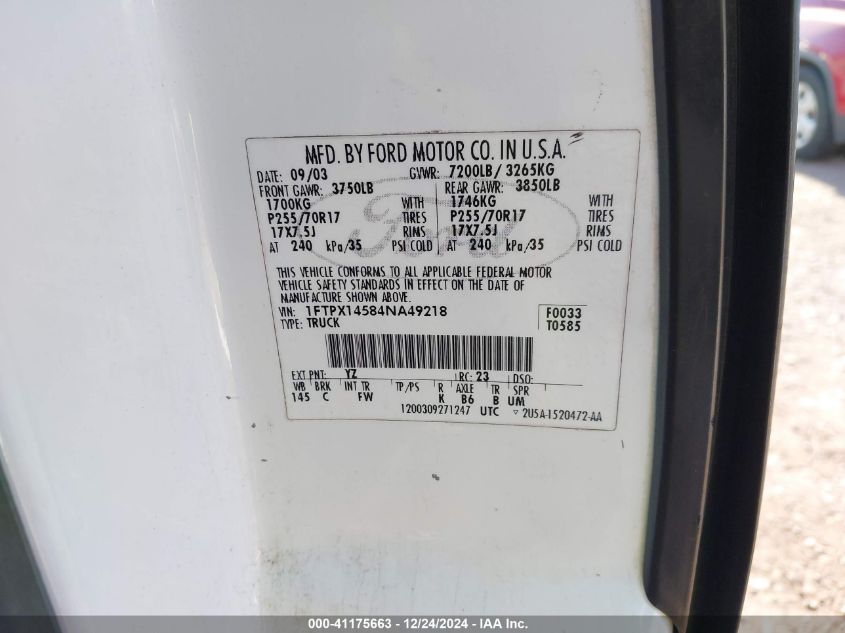 MFD. BY FORD MOTOR CO. IN U.S.A.
DATE: 09/03 GVWR: 7200LB / 3265KG
FRONT GAWR: 3750LB REAR GAWR: 3850LB
1700KG WITH 1746KG WITH
P255/70R17 TIRES P255/70R17 TIRES
17X7.5J RIMS 17X7.5J RIMS
AT 240 kPa/35 PSI COLD AT 240 kPa/35 PSI COLD
Ford
THIS VEHICLE CONFORMS TO ALL APPLICABLE FEDERAL MOTOR
VEHICLE SAFETY STANDARDS IN EFFECT ON THE DATE OF
MANUFACTURE SHOWN ABOVE.
VIN: 1FTPX14584NA49218 F0033
TYPE: TRUCK T0585
EXT PNT: YZ RC: 23 DSO:
WB BRK INT TR TP/PS R AXLE TR SPR
145 C FW K B6 B UM
1200309271247 UTC ▽ 2U5A-1520472-AA
000-41175663 - 12/24/2024 - IAA Inc.